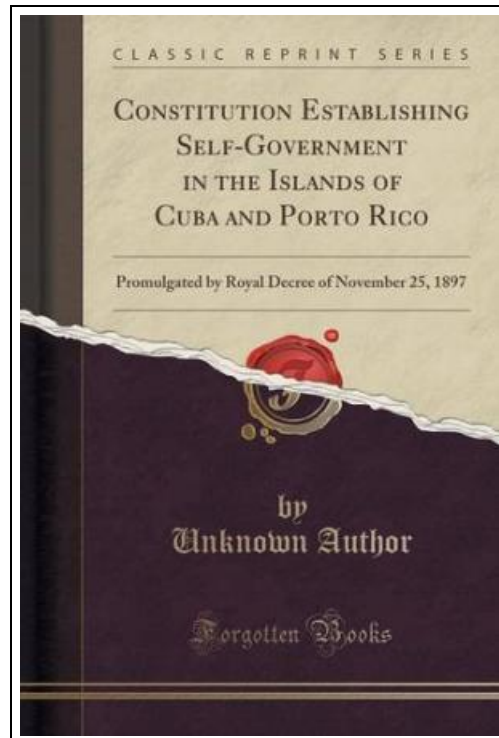 CLASSIC REPRINT SERIES
CONSTITUTION ESTABLISHING
SELF-GOVERNMENT
IN THE ISLANDS OF
CUBA AND PORTO RICO
Promulgated by Royal Decree of November 25, 1897
F
by
Unknown Author
Forgotten Books